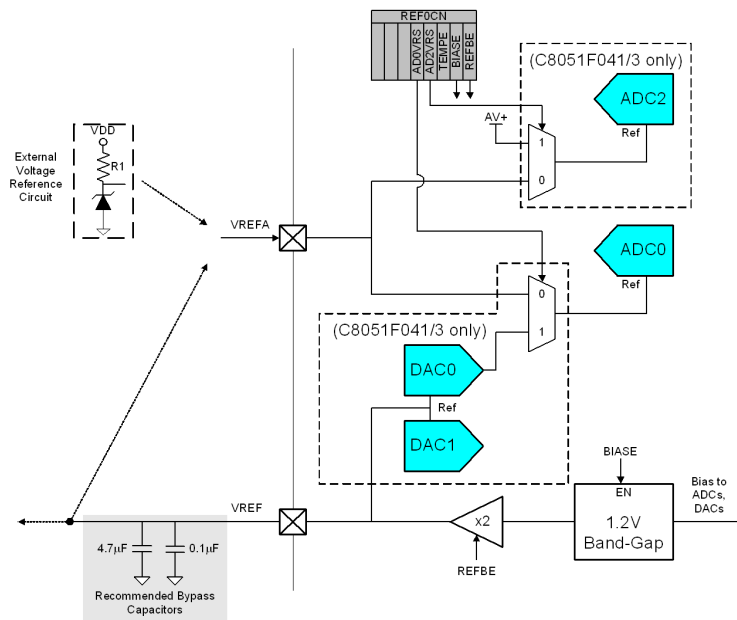 REF0CN
AD0VRS
AD2VRS
TEMPE
BIASE
REFBE
(C8051F041/3 only)
ADC2
Ref
AV+
1
0
VDD
R1
External
Voltage
Reference
Circuit
VREFA
ADC0
Ref
0
1
(C8051F041/3 only)
DAC0
Ref
DAC1
BIASE
EN
1.2V
Band-Gap
Bias to
ADCs,
DACs
VREF
x2
REFBE
4.7µF
0.1µF
Recommended Bypass
Capacitors